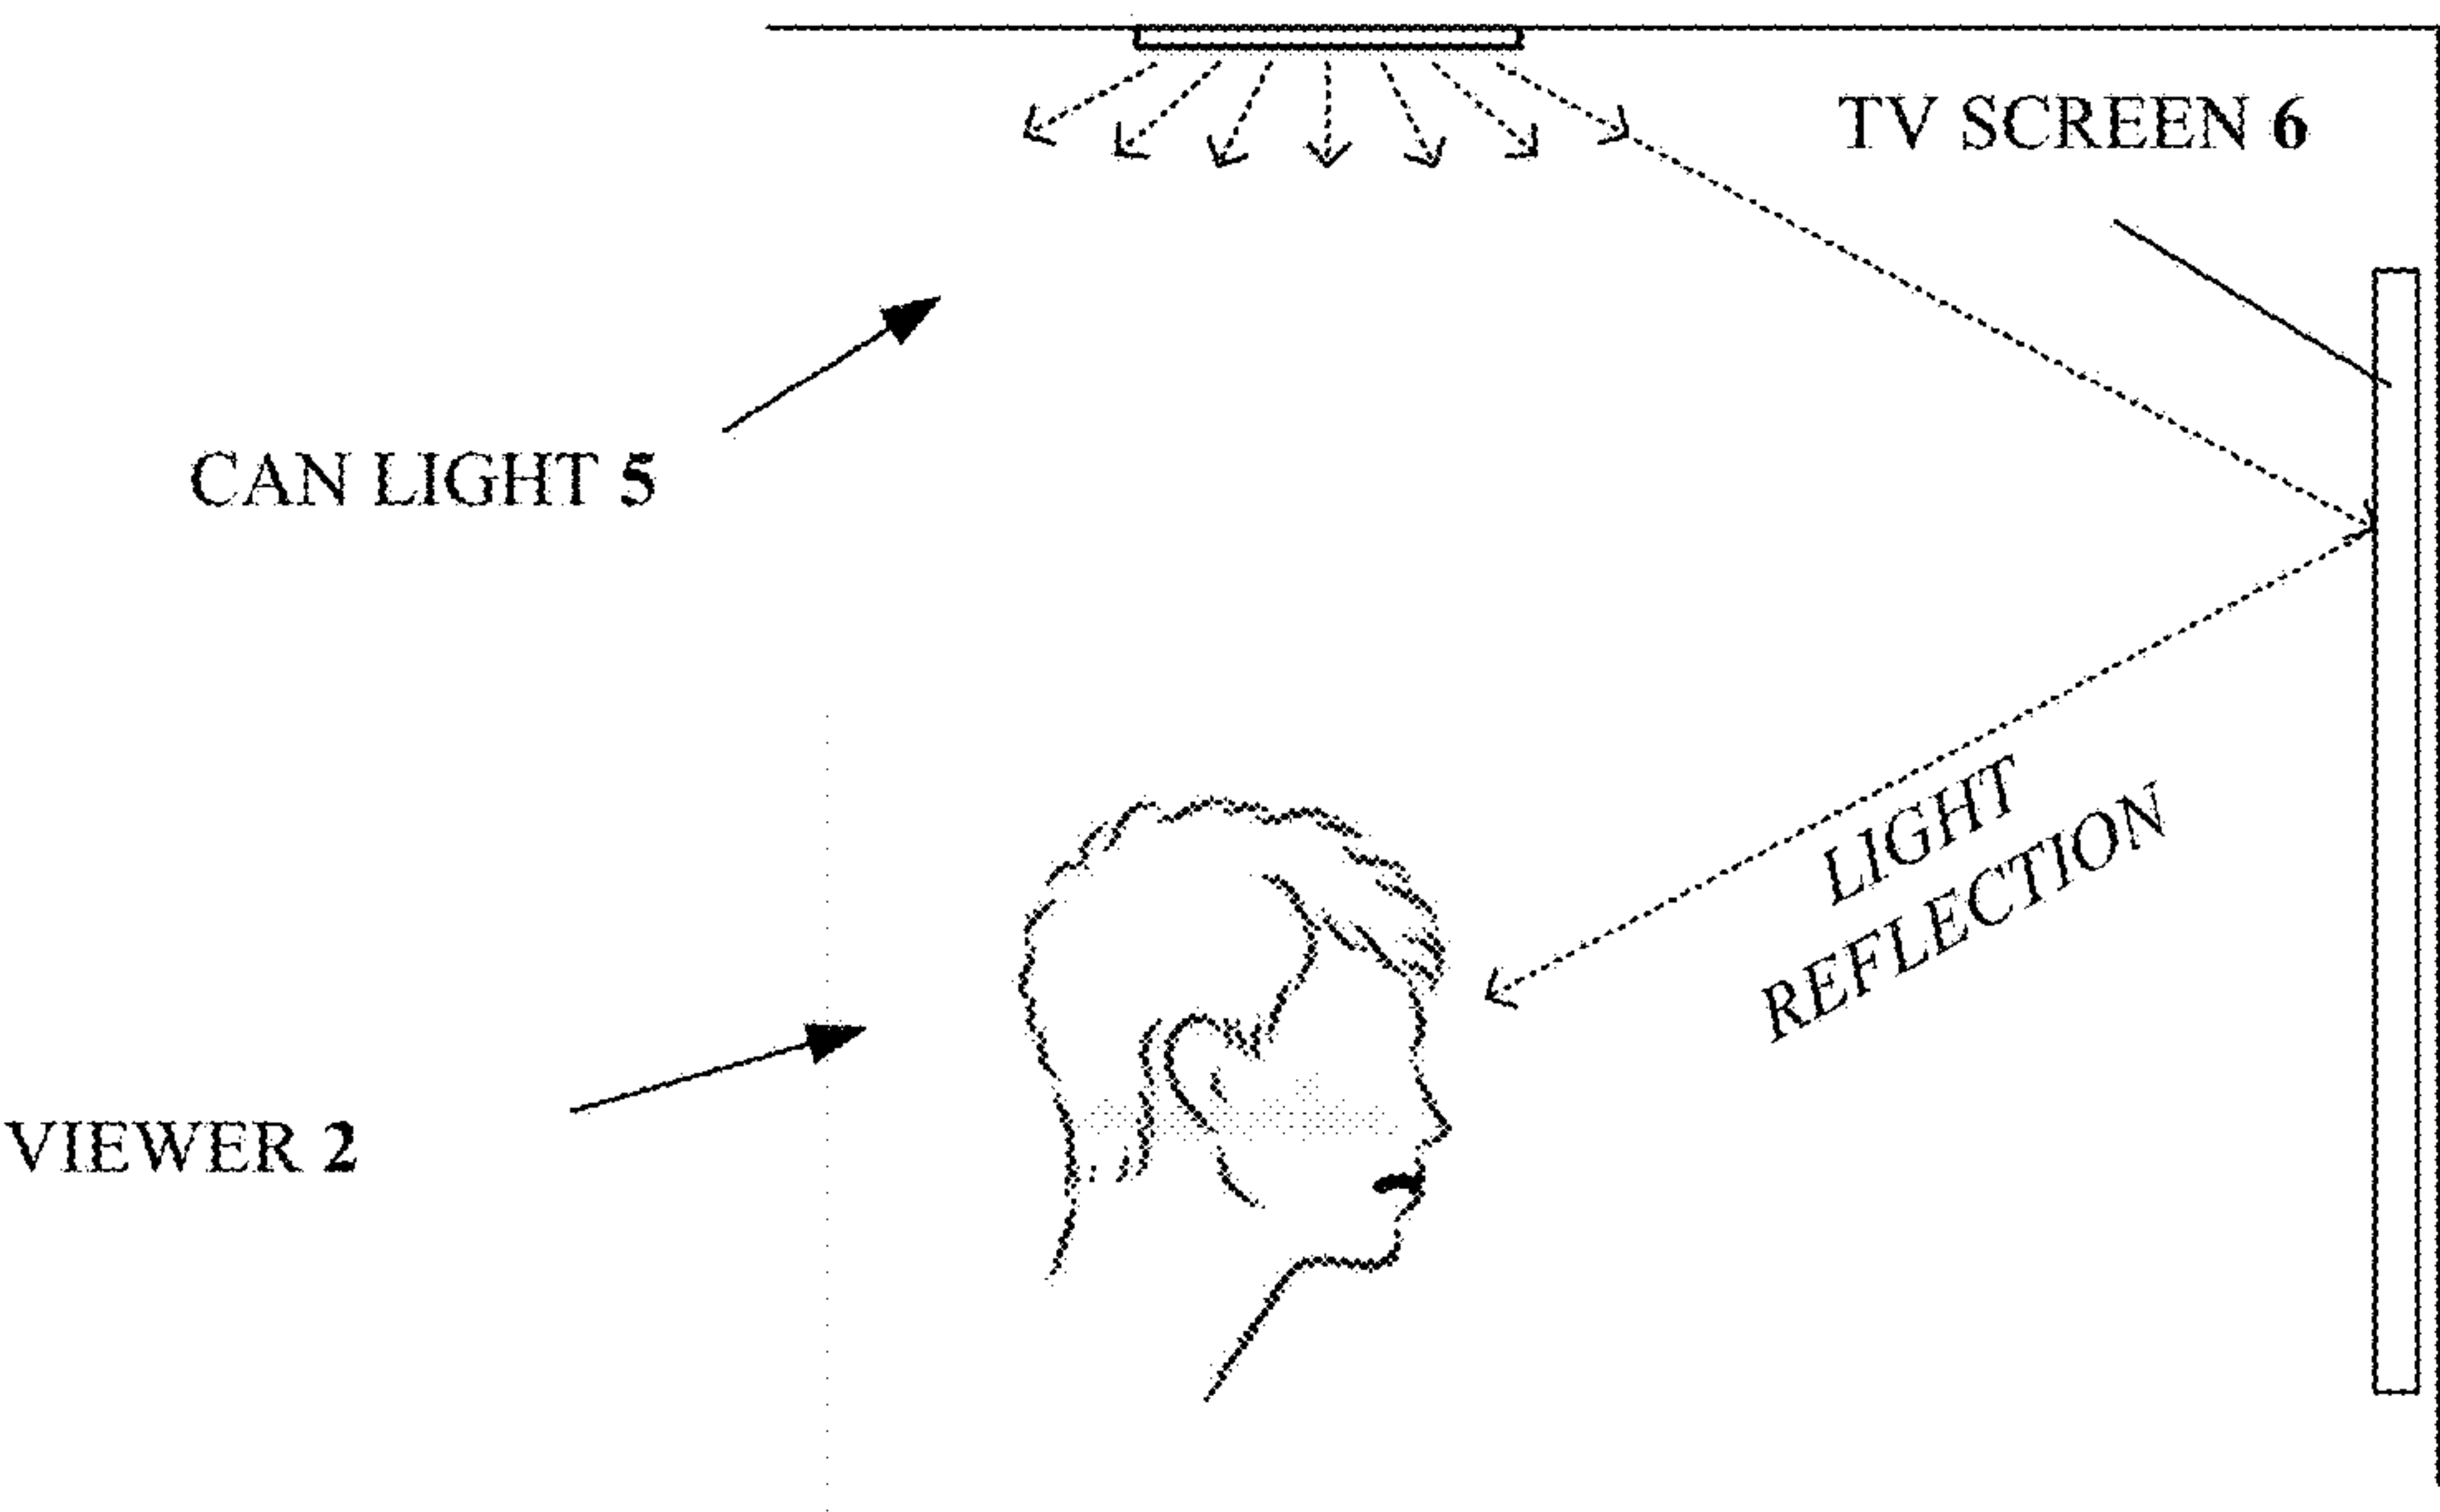 TV SCREEN 6
CAN LIGHT 5
LIGHT
REFLECTION
VIEWER 2